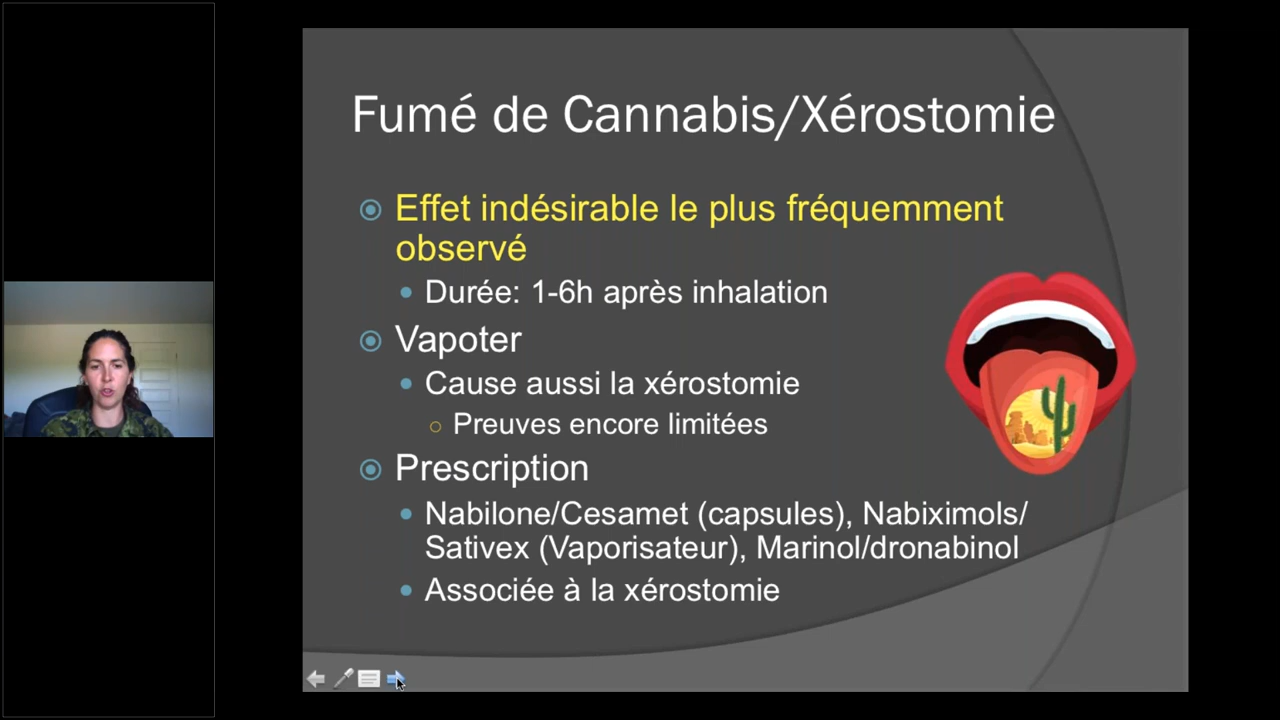 Fumé de Cannabis/Xérostomie
Effet indésirable le plus fréquemment
observé
Durée: 1-6h après inhalation
Vapoter
Cause aussi la xérostomie
Preuves encore limitées
Prescription
Nabilone/Cesamet (capsules), Nabiximols/
Sativex (Vaporisateur), Marinol/dronabinol
Associée à la xérostomie